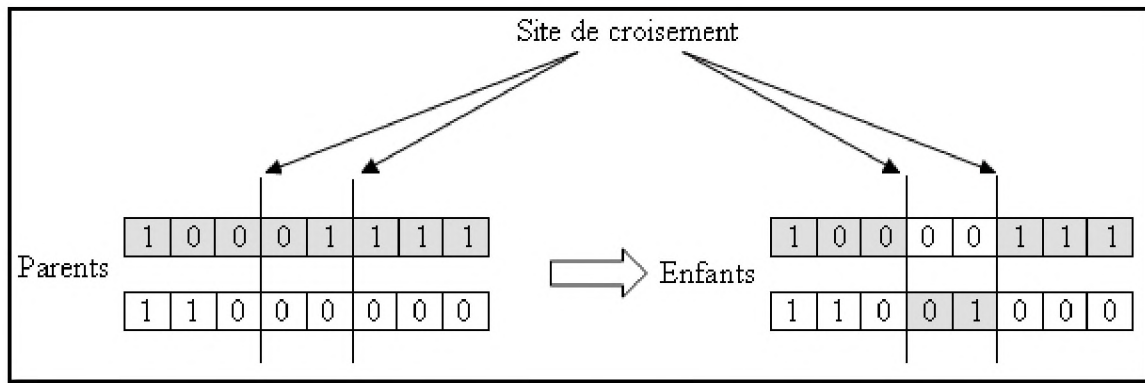 Site de croisement
1 0 0 0 1 1 1 1
1 0 0 0 0 1 1 1
Parents
Enfants
1 1 0 0 0 0 0 0
1 1 0 0 1 0 0 0